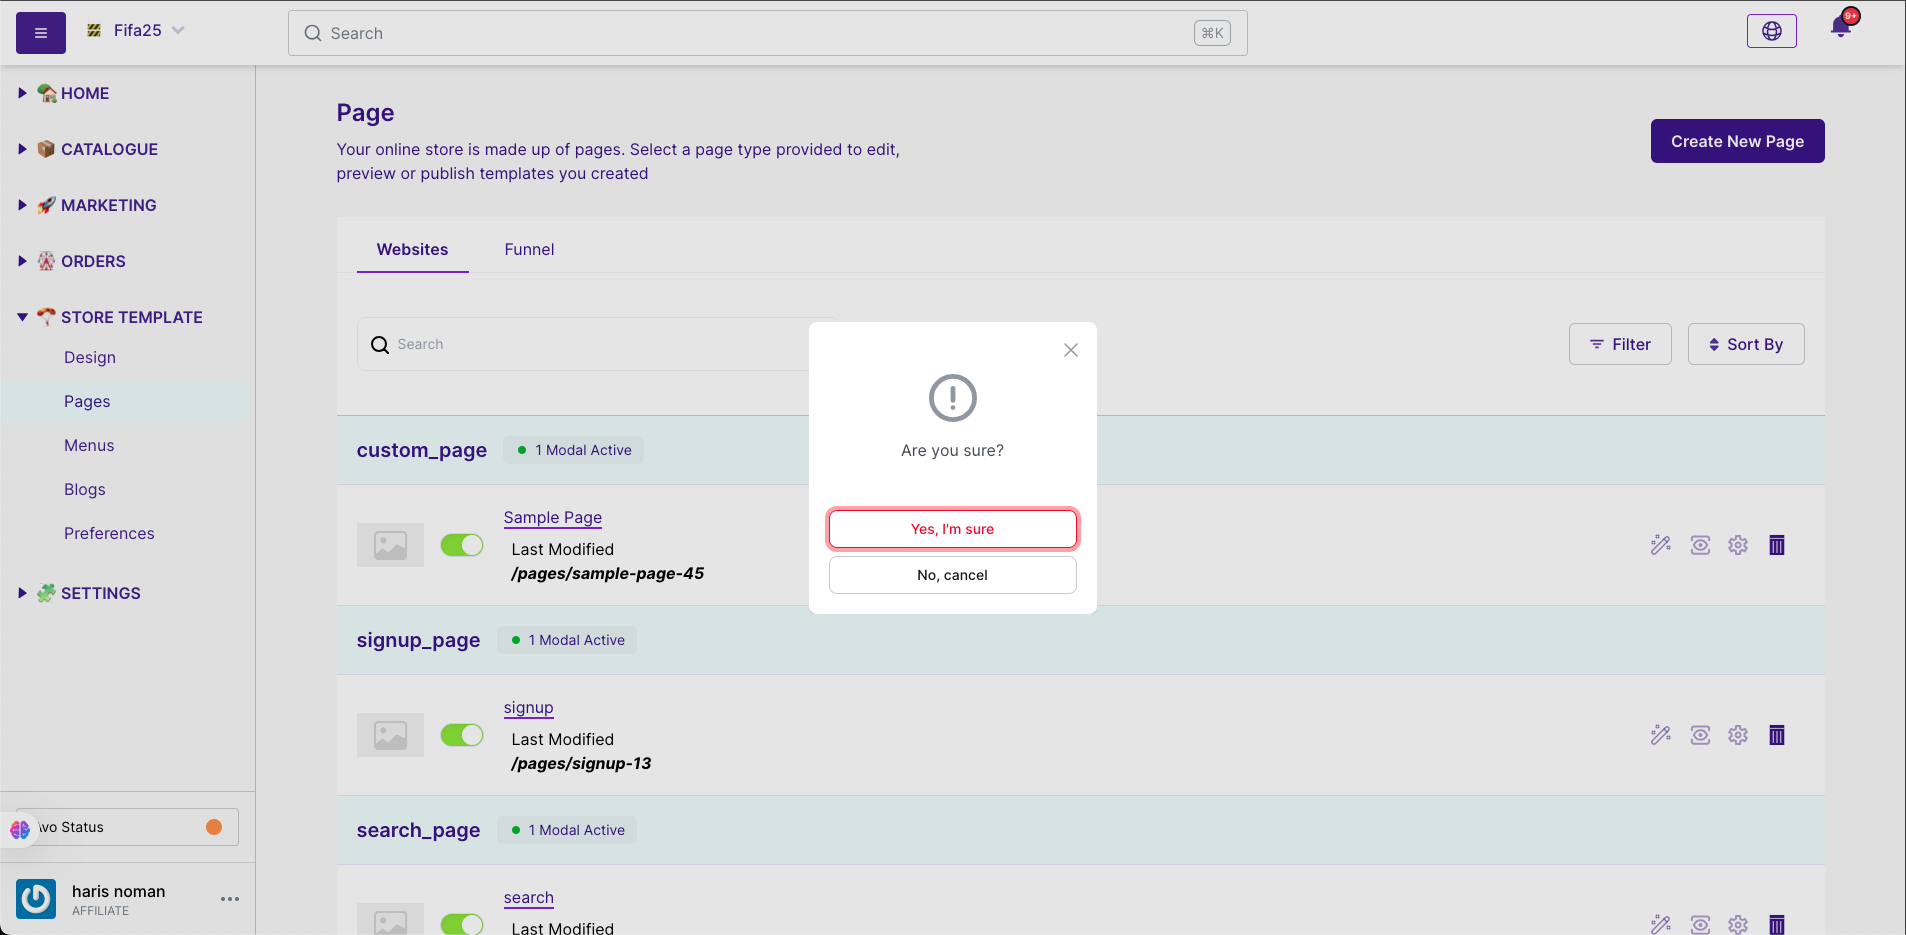 Fifa25
Search
⌘K
9+
HOME
CATALOGUE
MARKETING
ORDERS
STORE TEMPLATE
Design
Pages
Menus
Blogs
Preferences
SETTINGS
Status
haris noman
AFFILIATE
Page
Your online store is made up of pages. Select a page type provided to edit,
preview or publish templates you created
Create New Page
Websites
Funnel
Search
Filter
Sort By
custom_page
1 Modal Active
Sample Page
Last Modified
/pages/sample-page-45
signup_page
1 Modal Active
signup
Last Modified
/pages/signup-13
search_page
1 Modal Active
search
Last Modified
Are you sure?
Yes, I'm sure
No, cancel